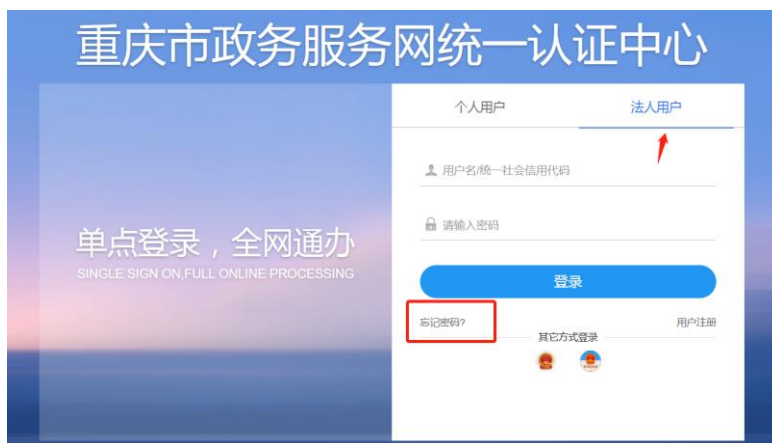 重庆市政务服务网统一认证中心
单点登录，全网通办
SINGLE SIGN ON,FULL ONLINE PROCESSING
个人用户
法人用户
用户名/统一社会信用代码
请输入密码
登录
忘记密码?
用户注册
其它方式登录